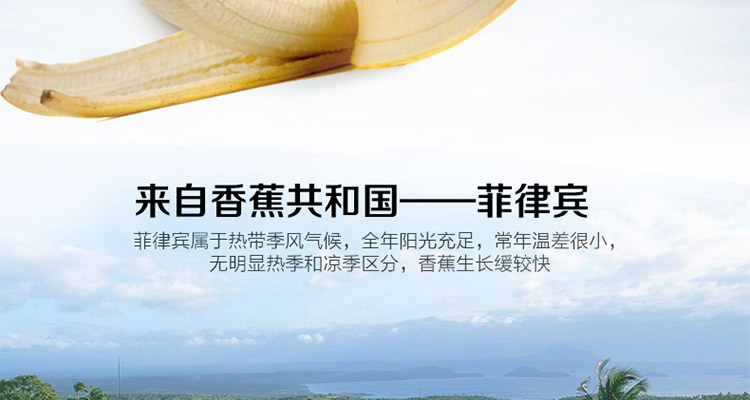 来自香蕉共和国——菲律宾
菲律宾属于热带季风气候，全年阳光充足，常年温差很小，
无明显热季和凉季区分，香蕉生长缓较快